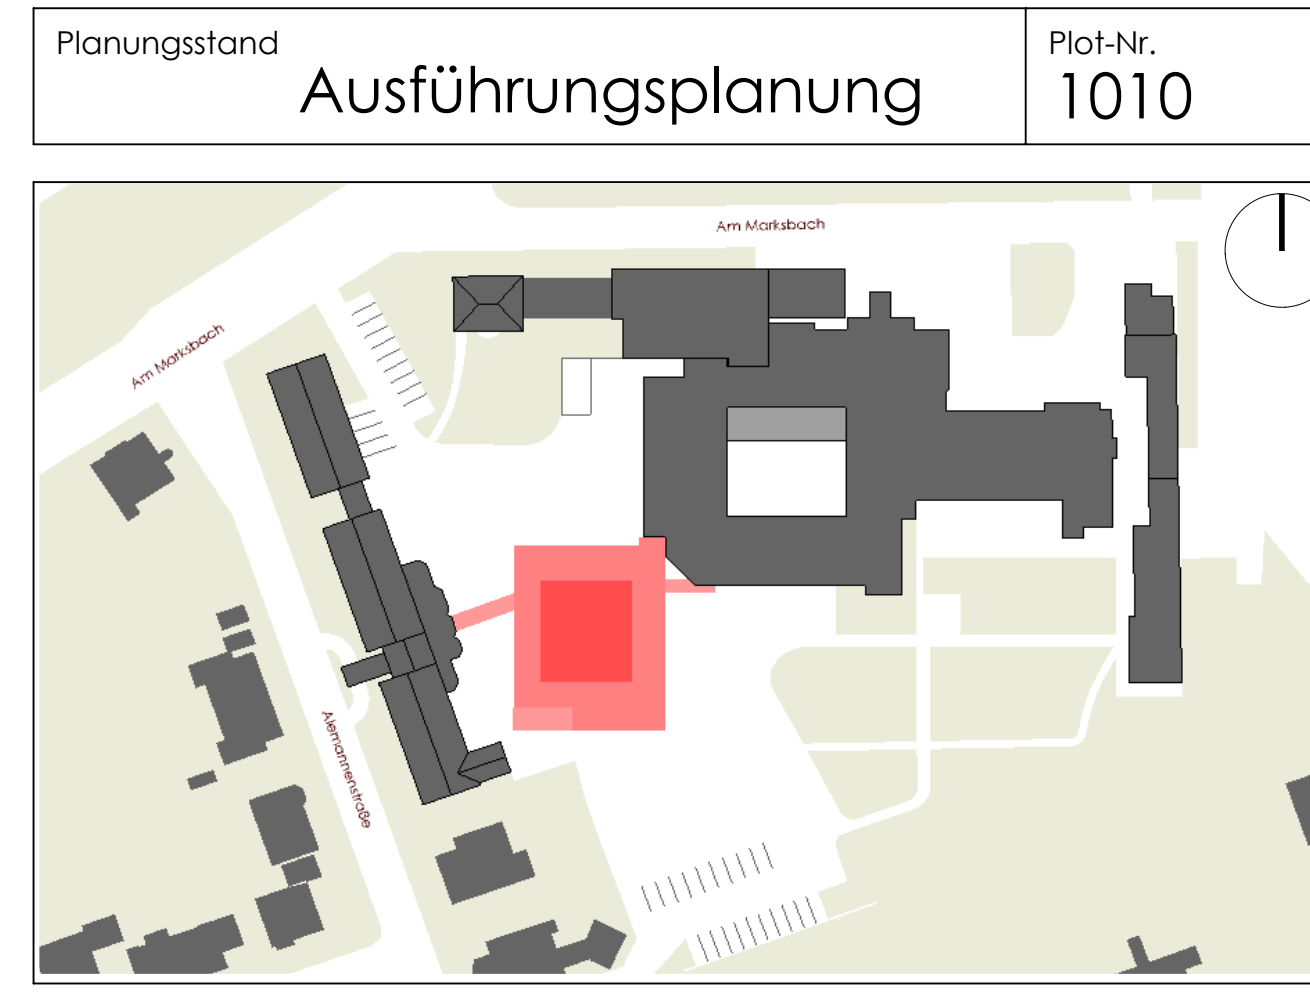 Planungsstand
Ausführungsplanung
Plot-Nr.
1010
Am Marksbach
Am Marksbach
Alemannenstraße